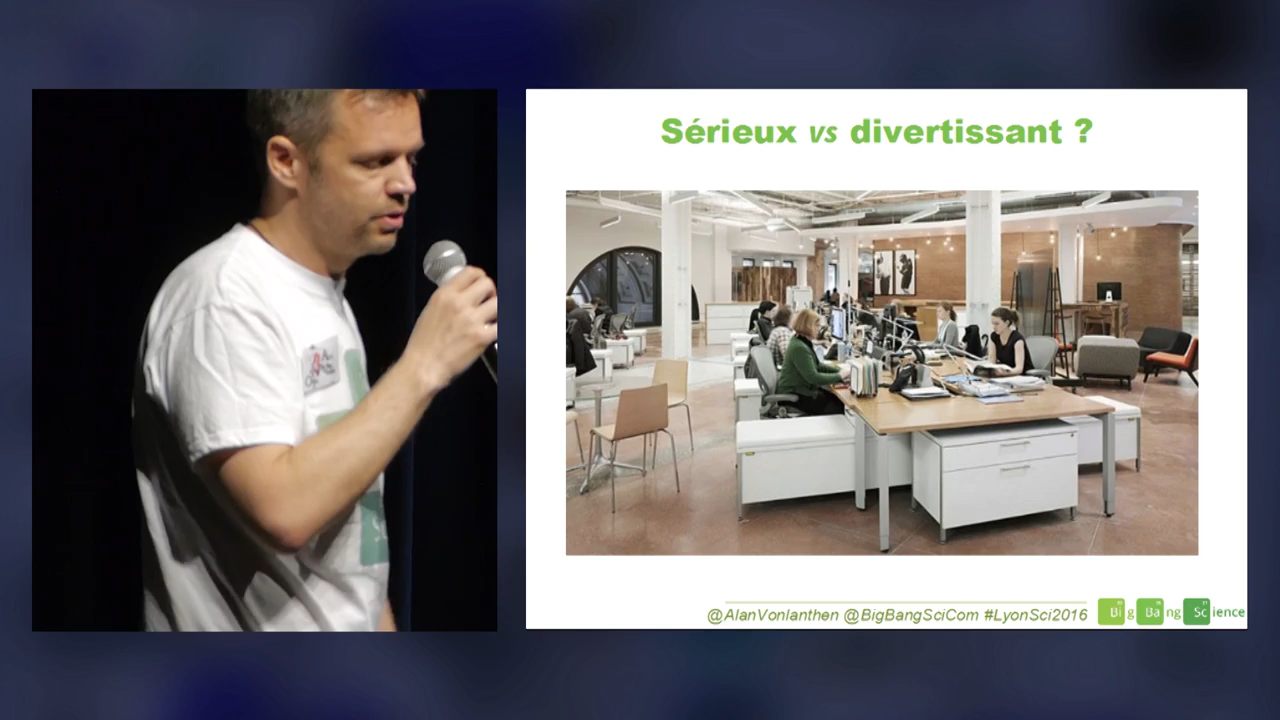 Sérieux vs divertissant ?
@AlanVonlanthen @BigBangSciCom #LyonSci2016
Big Bang Science